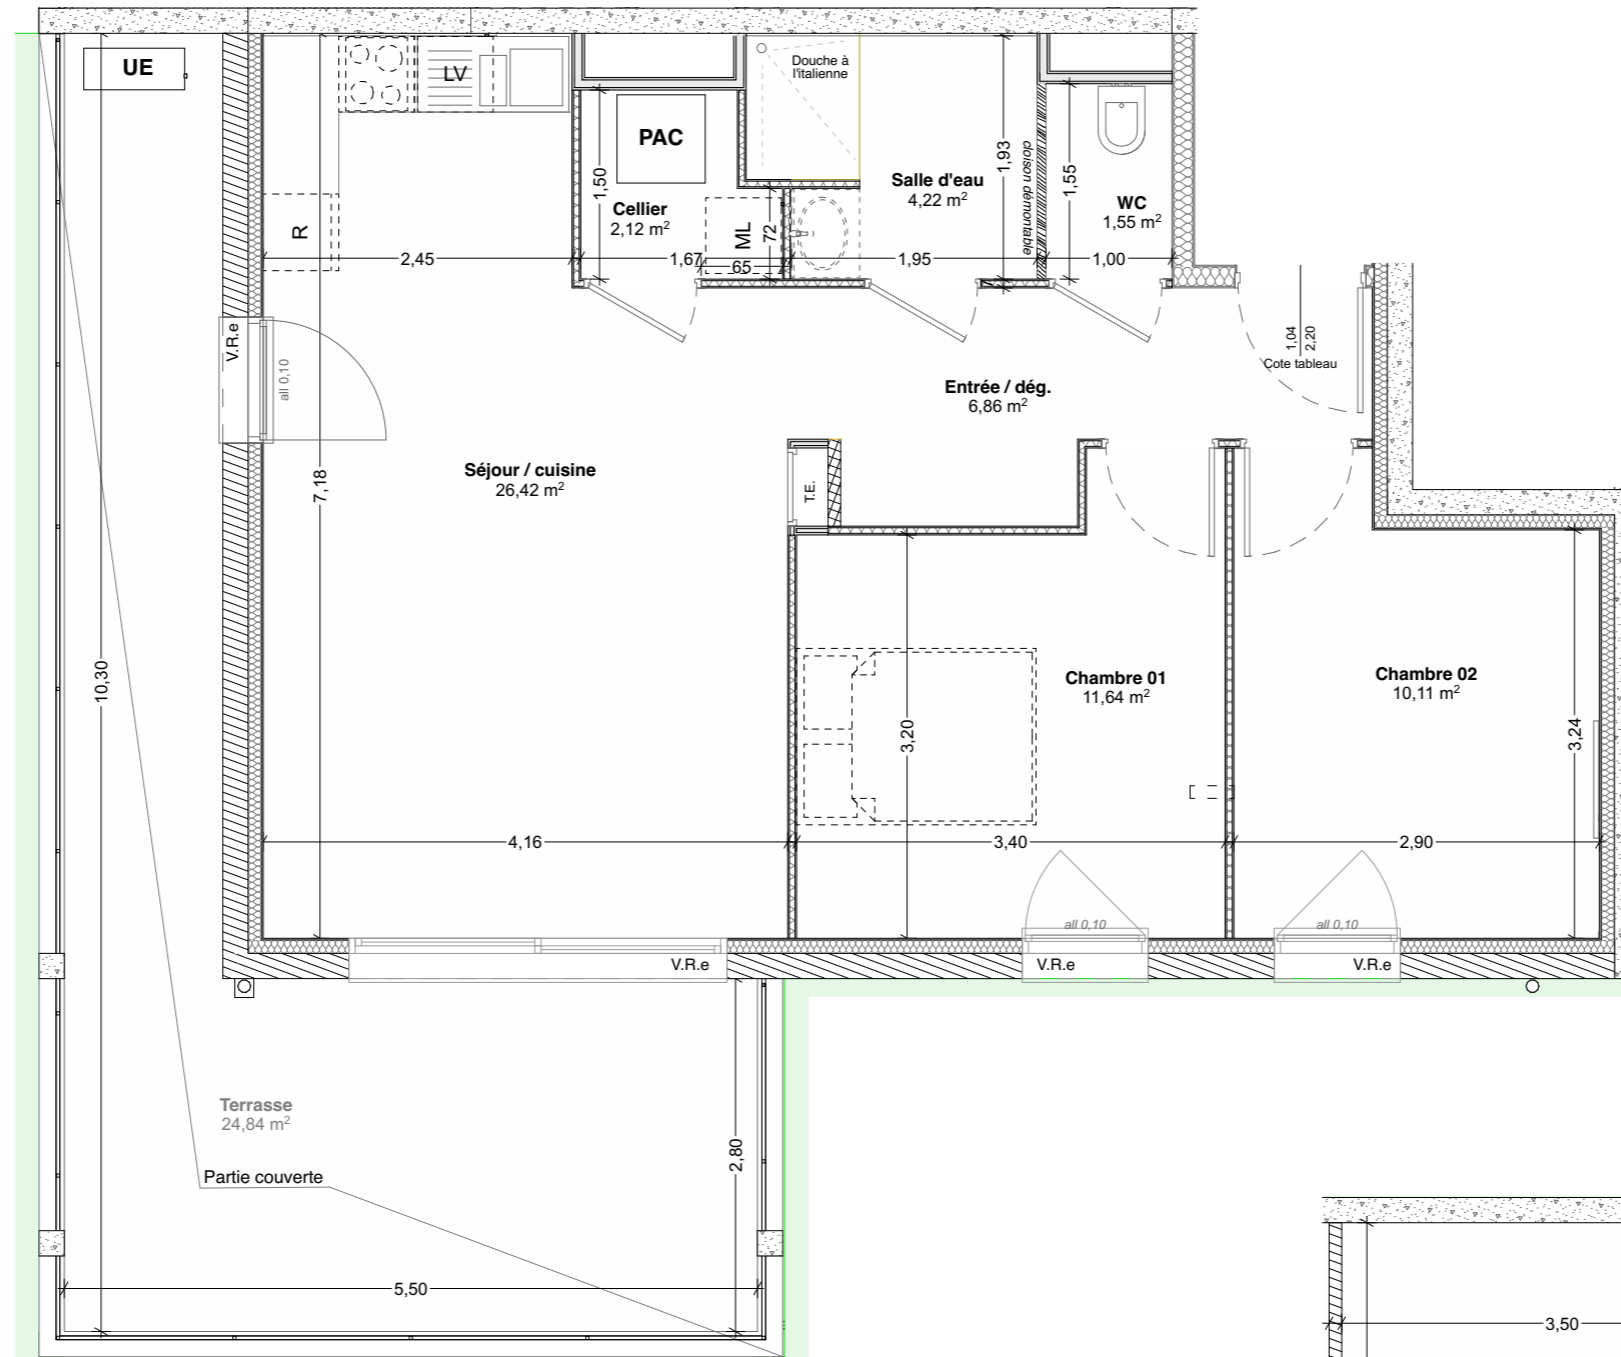 UE
LV
Douche à
l'italienne
PAC
1,50
1,93
cloison démontable
1,55
Salle d'eau
4,22 m²
WC
1,55 m²
Cellier
2,12 m²
R
ML
72
2,45
1,67
65
1,95
1,00
V.R.e
all 0,10
1,04
2,20
Cote tableau
Entrée / dég.
6,86 m²
Séjour / cuisine
26,42 m²
7,18
T.E.
10,30
Chambre 01
11,64 m²
Chambre 02
10,11 m²
3,20
3,24
4,16
3,40
2,90
all 0,10
all 0,10
V.R.e
V.R.e
V.R.e
Terrasse
24,84 m²
2,80
Partie couverte
5,50
3,50